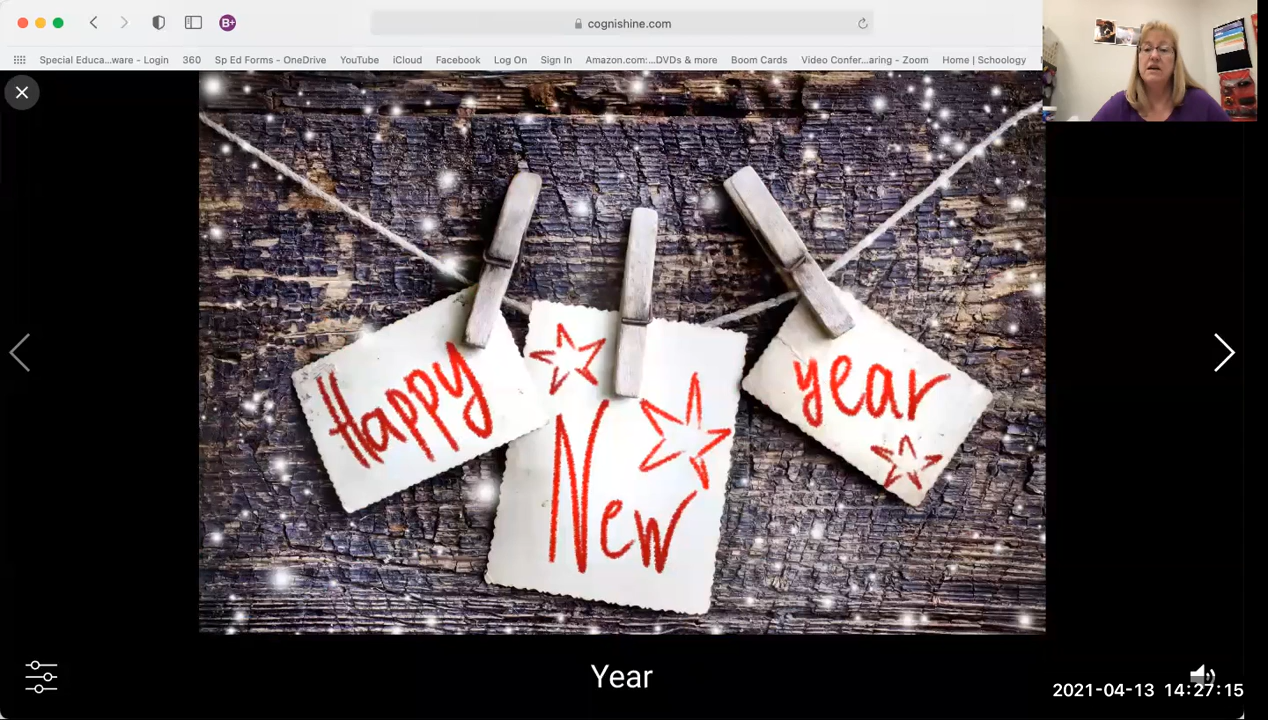 B+
cognishine.com
Special Educa...ware - Login 360 Sp Ed Forms - OneDrive YouTube iCloud Facebook Log On Sign In Amazon.com:...DVDs & more Boom Cards Video Confer...aring - Zoom Home | Schoology
Happy
New
year
Year
2021-04-13 14:27:15